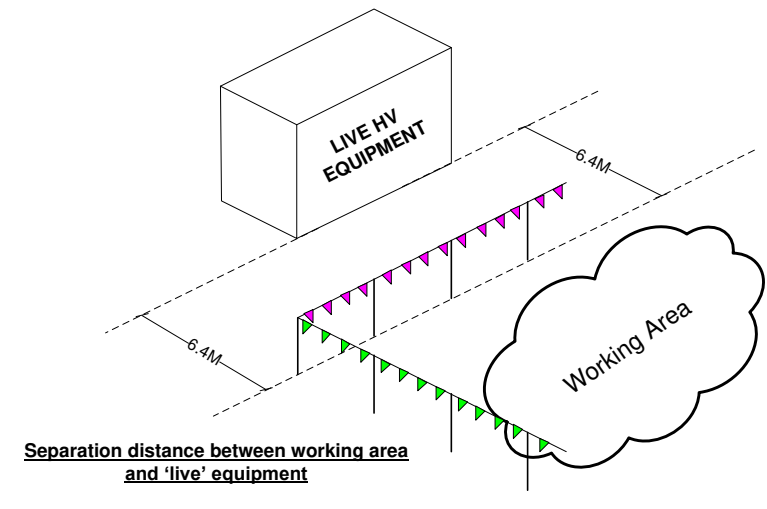 LIVE HV
EQUIPMENT
6.4M
6.4M
Working Area
Separation distance between working area
and ‘live’ equipment